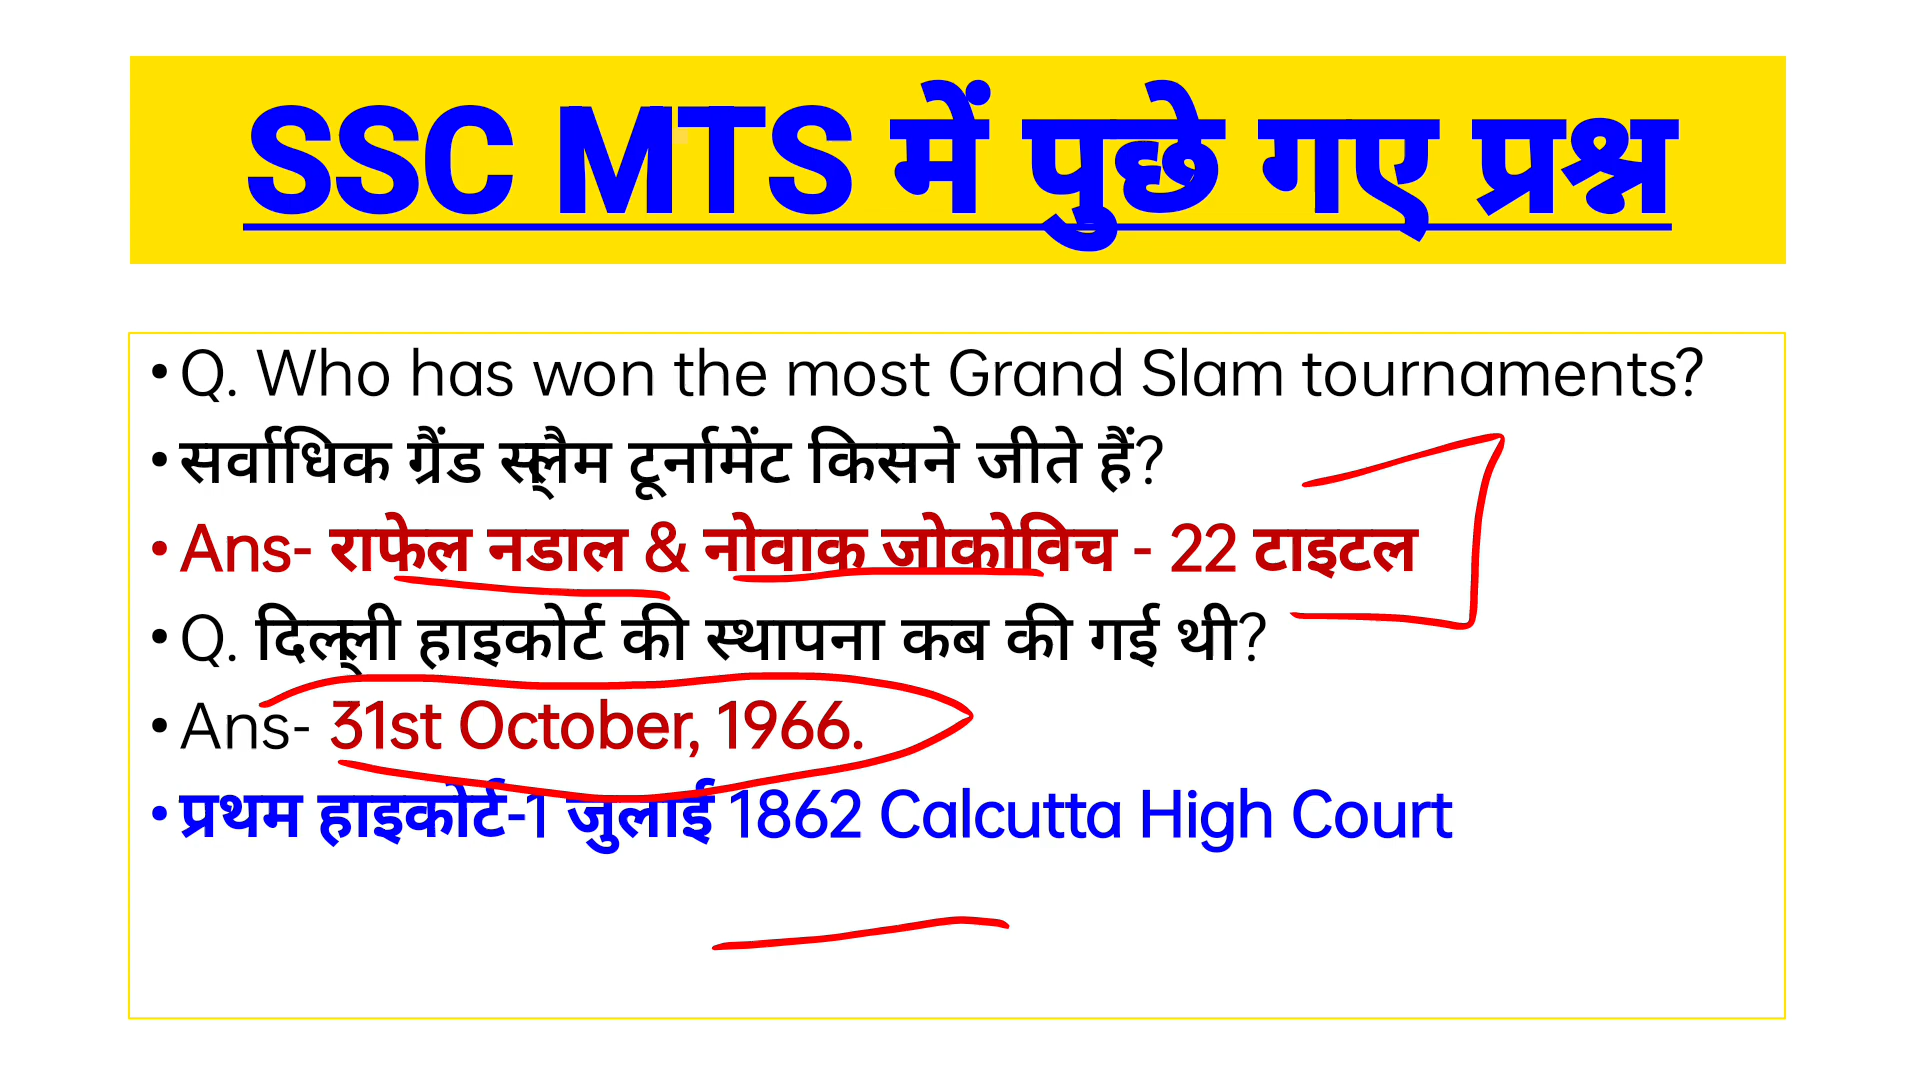 SSC MTS में पुछे गए प्रश्न
• Q. Who has won the most Grand Slam tournaments?
• सर्वाधिक ग्रैंड स्लैम टूर्नामेंट किसने जीते हैं?
• Ans- राफेल नडाल & नोवाक जोकोविच - 22 टाइटल
• Q. दिल्ली हाइकोर्ट की स्थापना कब की गई थी?
• Ans- 31st October, 1966.
• प्रथम हाइकोर्ट-1 जुलाई 1862 Calcutta High Court